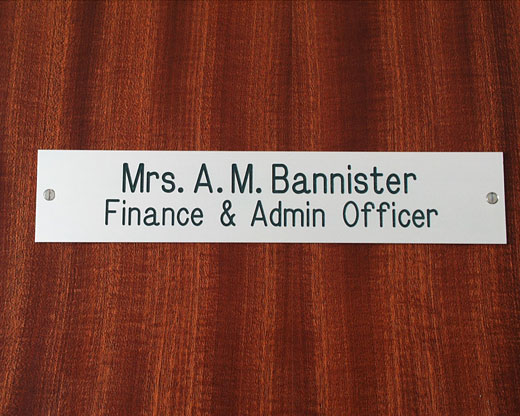 Mrs. A. M. Bannister
Finance & Admin Officer